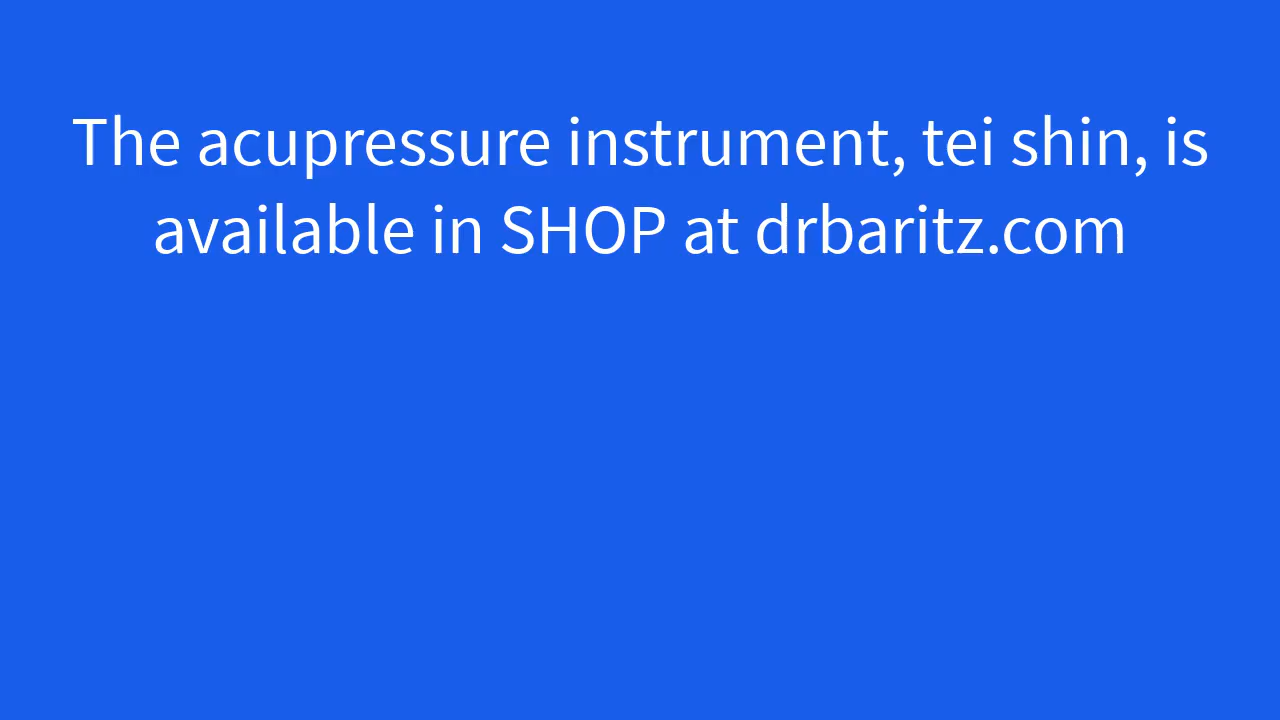 The acupressure instrument, tei shin, is
available in SHOP at drbaritz.com